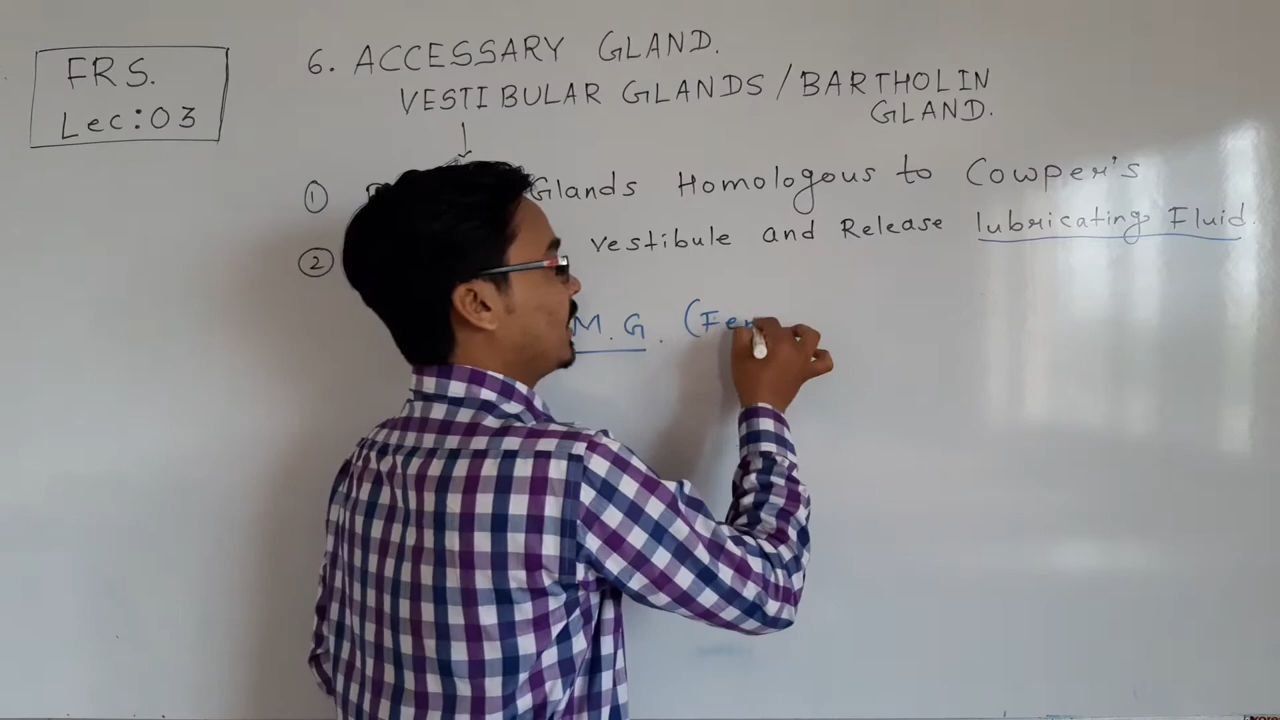 FRS.
Lec:03
6. ACCESSARY GLAND.
VESTIBULAR GLANDS / BARTHOLIN
GLAND.
① Glands Homologous to Cowper's
② vestibule and Release lubricating Fluid.
M.G. (Fe